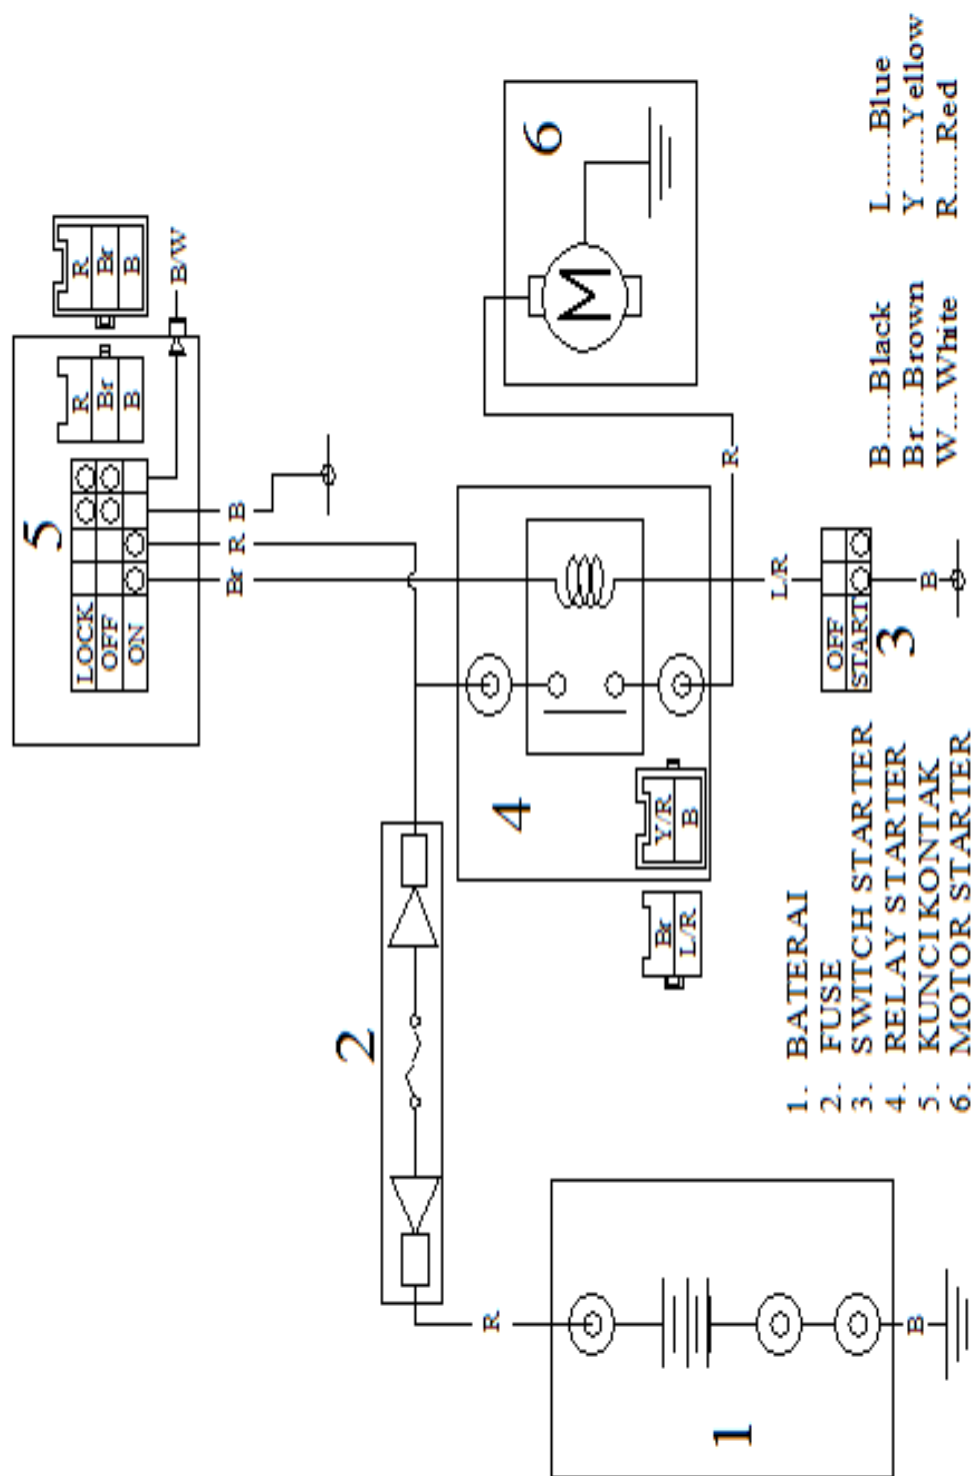 5
LOCK
OFF
ON
R
Br
B
R
Br
B
B/W
Br
R
B
2
R
4
6
M
Br
L/R
Y/R
B
R
1
L/R
OFF
START
3
B
B
1. BATERAI
2. FUSE
3. SWITCH STARTER
4. RELAY STARTER
5. KUNCI KONTAK
6. MOTOR STARTER
B.....Black
Br...Brown
W....White
L......Blue
Y ......Yellow
R.....Red